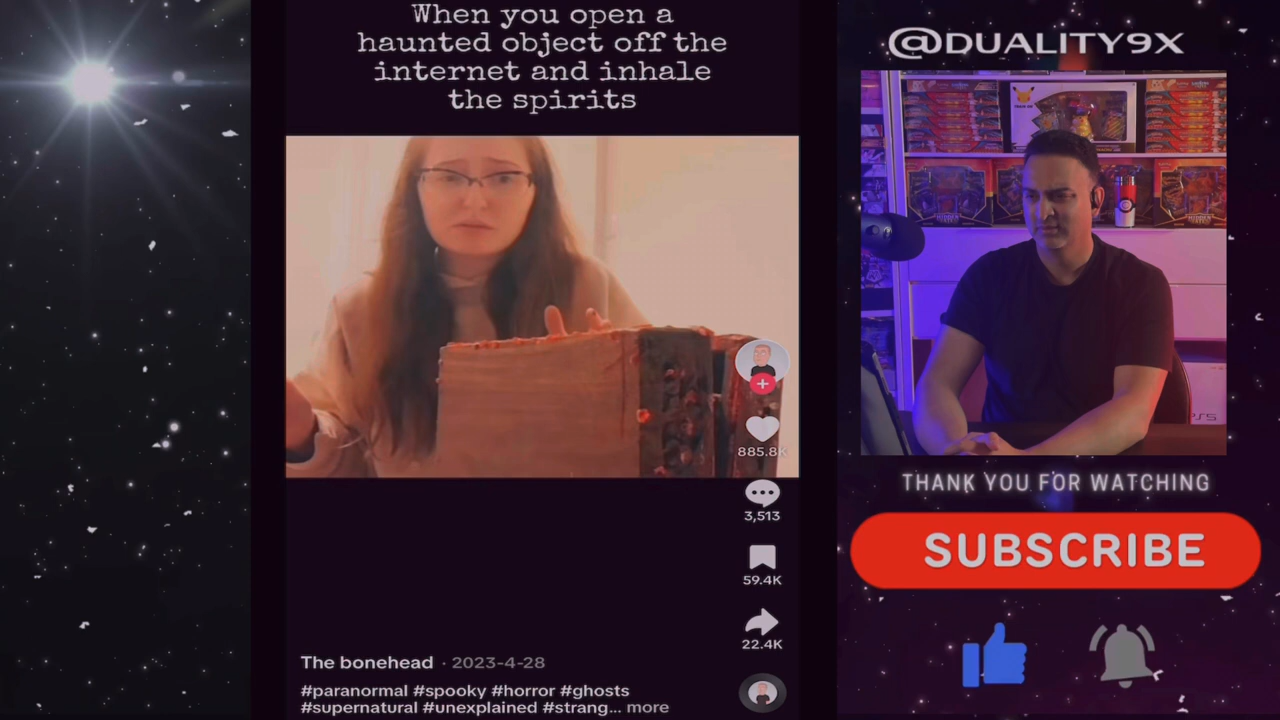 When you open a
haunted object off the
internet and inhale
the spirits
885.8K
3,513
59.4K
22.4K
The bonehead · 2023-4-28
#paranormal #spooky #horror #ghosts
#supernatural #unexplained #strang... more
@DUALITY9X
PS5
THANK YOU FOR WATCHING
SUBSCRIBE